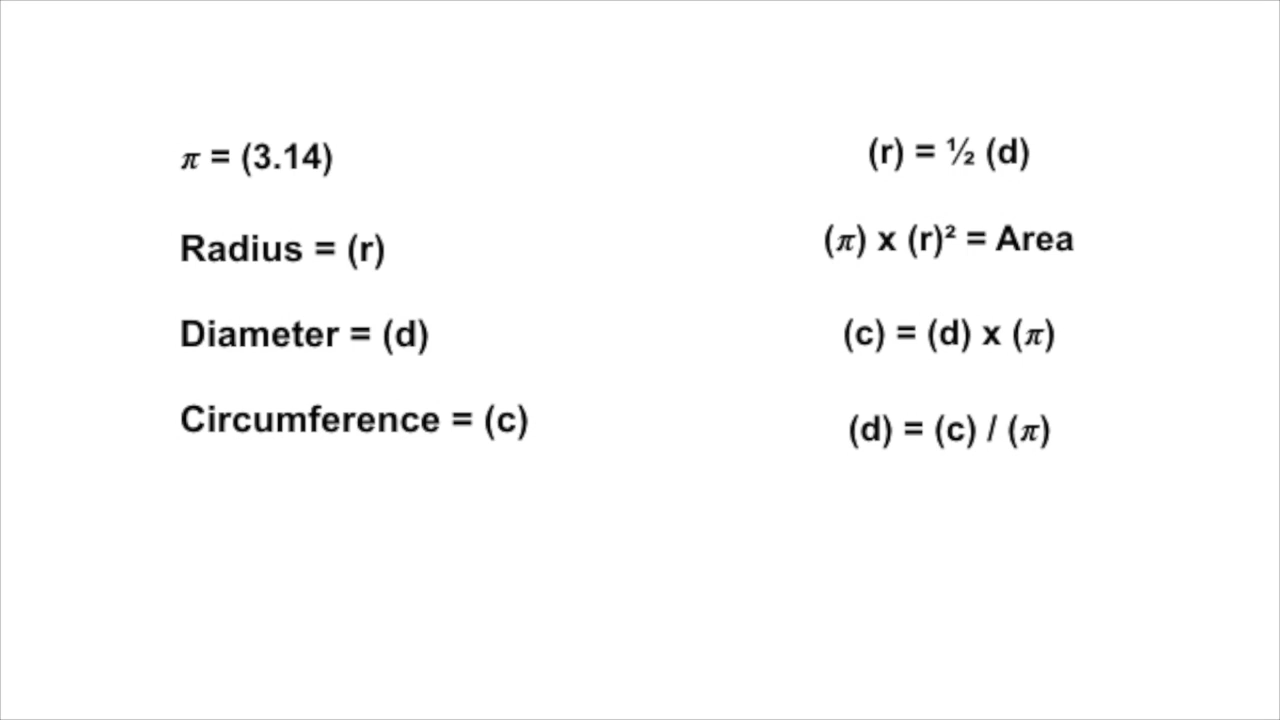 π = (3.14)
Radius = (r)
Diameter = (d)
Circumference = (c)
(r) = ½ (d)
(π) x (r)² = Area
(c) = (d) x (π)
(d) = (c) / (π)